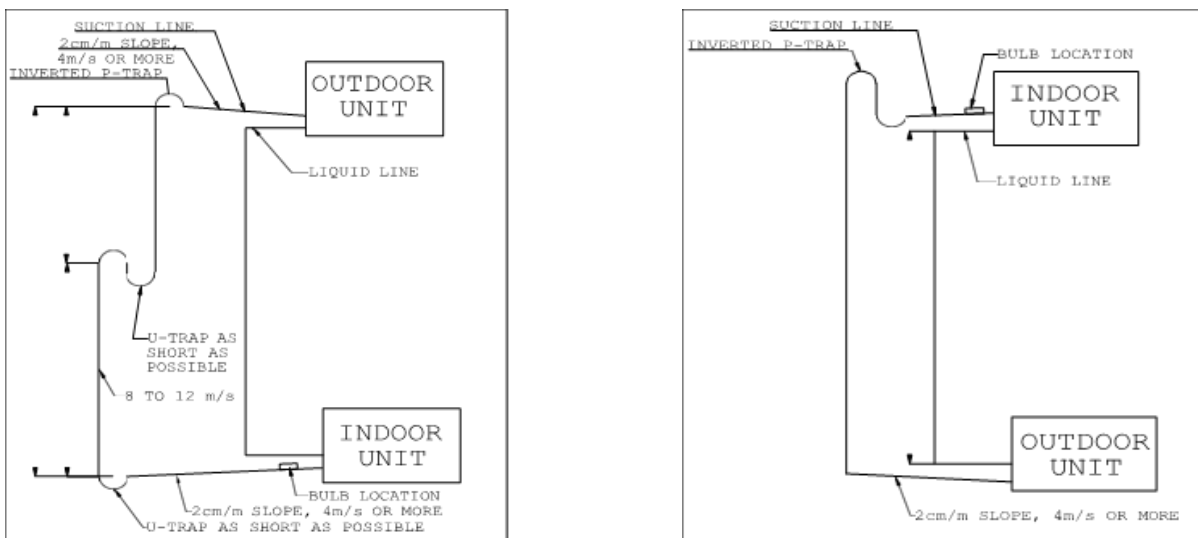 SUCTION LINE
2cm/m SLOPE,
4m/s OR MORE
INVERTED P-TRAP
OUTDOOR
UNIT
LIQUID LINE
U-TRAP AS
SHORT AS
POSSIBLE
8 TO 12 m/s
INDOOR
UNIT
BULB LOCATION
2cm/m SLOPE, 4m/s OR MORE
U-TRAP AS SHORT AS POSSIBLE
SUCTION LINE
INVERTED P-TRAP
BULB LOCATION
INDOOR
UNIT
LIQUID LINE
OUTDOOR
UNIT
2cm/m SLOPE, 4m/s OR MORE